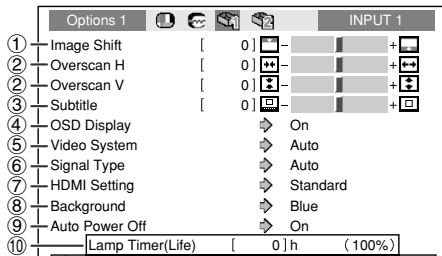 Options 1 INPUT 1
① Image Shift [ 0] − +
② Overscan H [ 0] − +
② Overscan V [ 0] − +
③ Subtitle [ 0] − +
④ OSD Display On
⑤ Video System Auto
⑥ Signal Type Auto
⑦ HDMI Setting Standard
⑧ Background Blue
⑨ Auto Power Off On
⑩ Lamp Timer(Life) [ 0] h (100%)